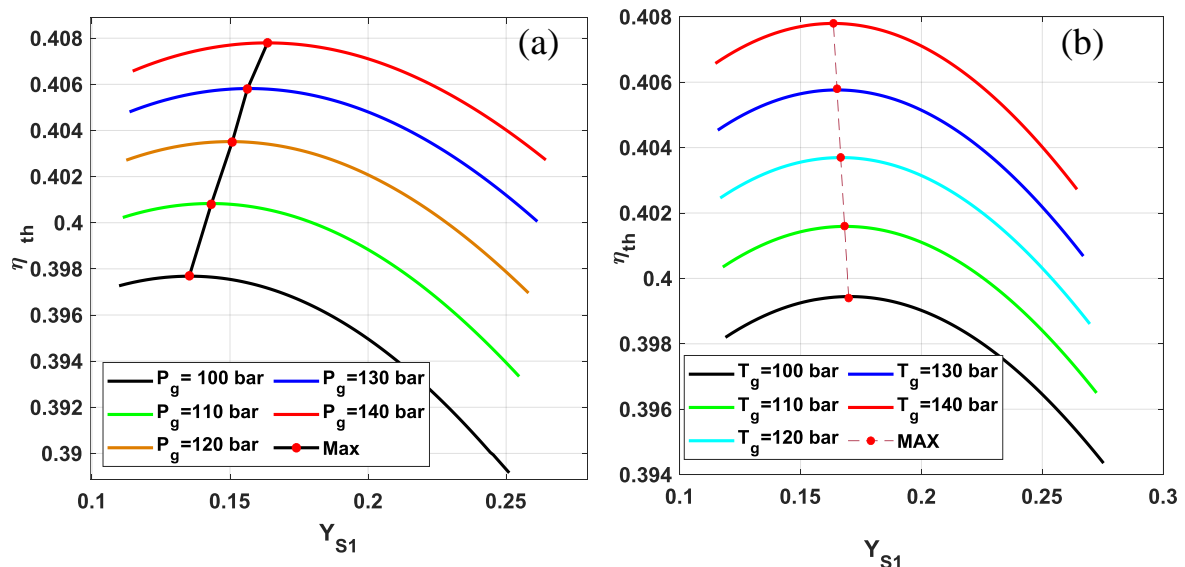 (a)
0.408
0.406
0.404
0.402
0.4
0.398
0.396
0.394
0.392
0.39
η th
P_g= 100 bar
P_g=110 bar
P_g=120 bar
P_g=130 bar
P_g=140 bar
Max
0.1 0.15 0.2 0.25
Y_S1
(b)
0.408
0.406
0.404
0.402
0.4
0.398
0.396
0.394
η_th
T_g=100 bar
T_g=110 bar
T_g=120 bar
T_g=130 bar
T_g=140 bar
MAX
0.1 0.15 0.2 0.25 0.3
Y_S1